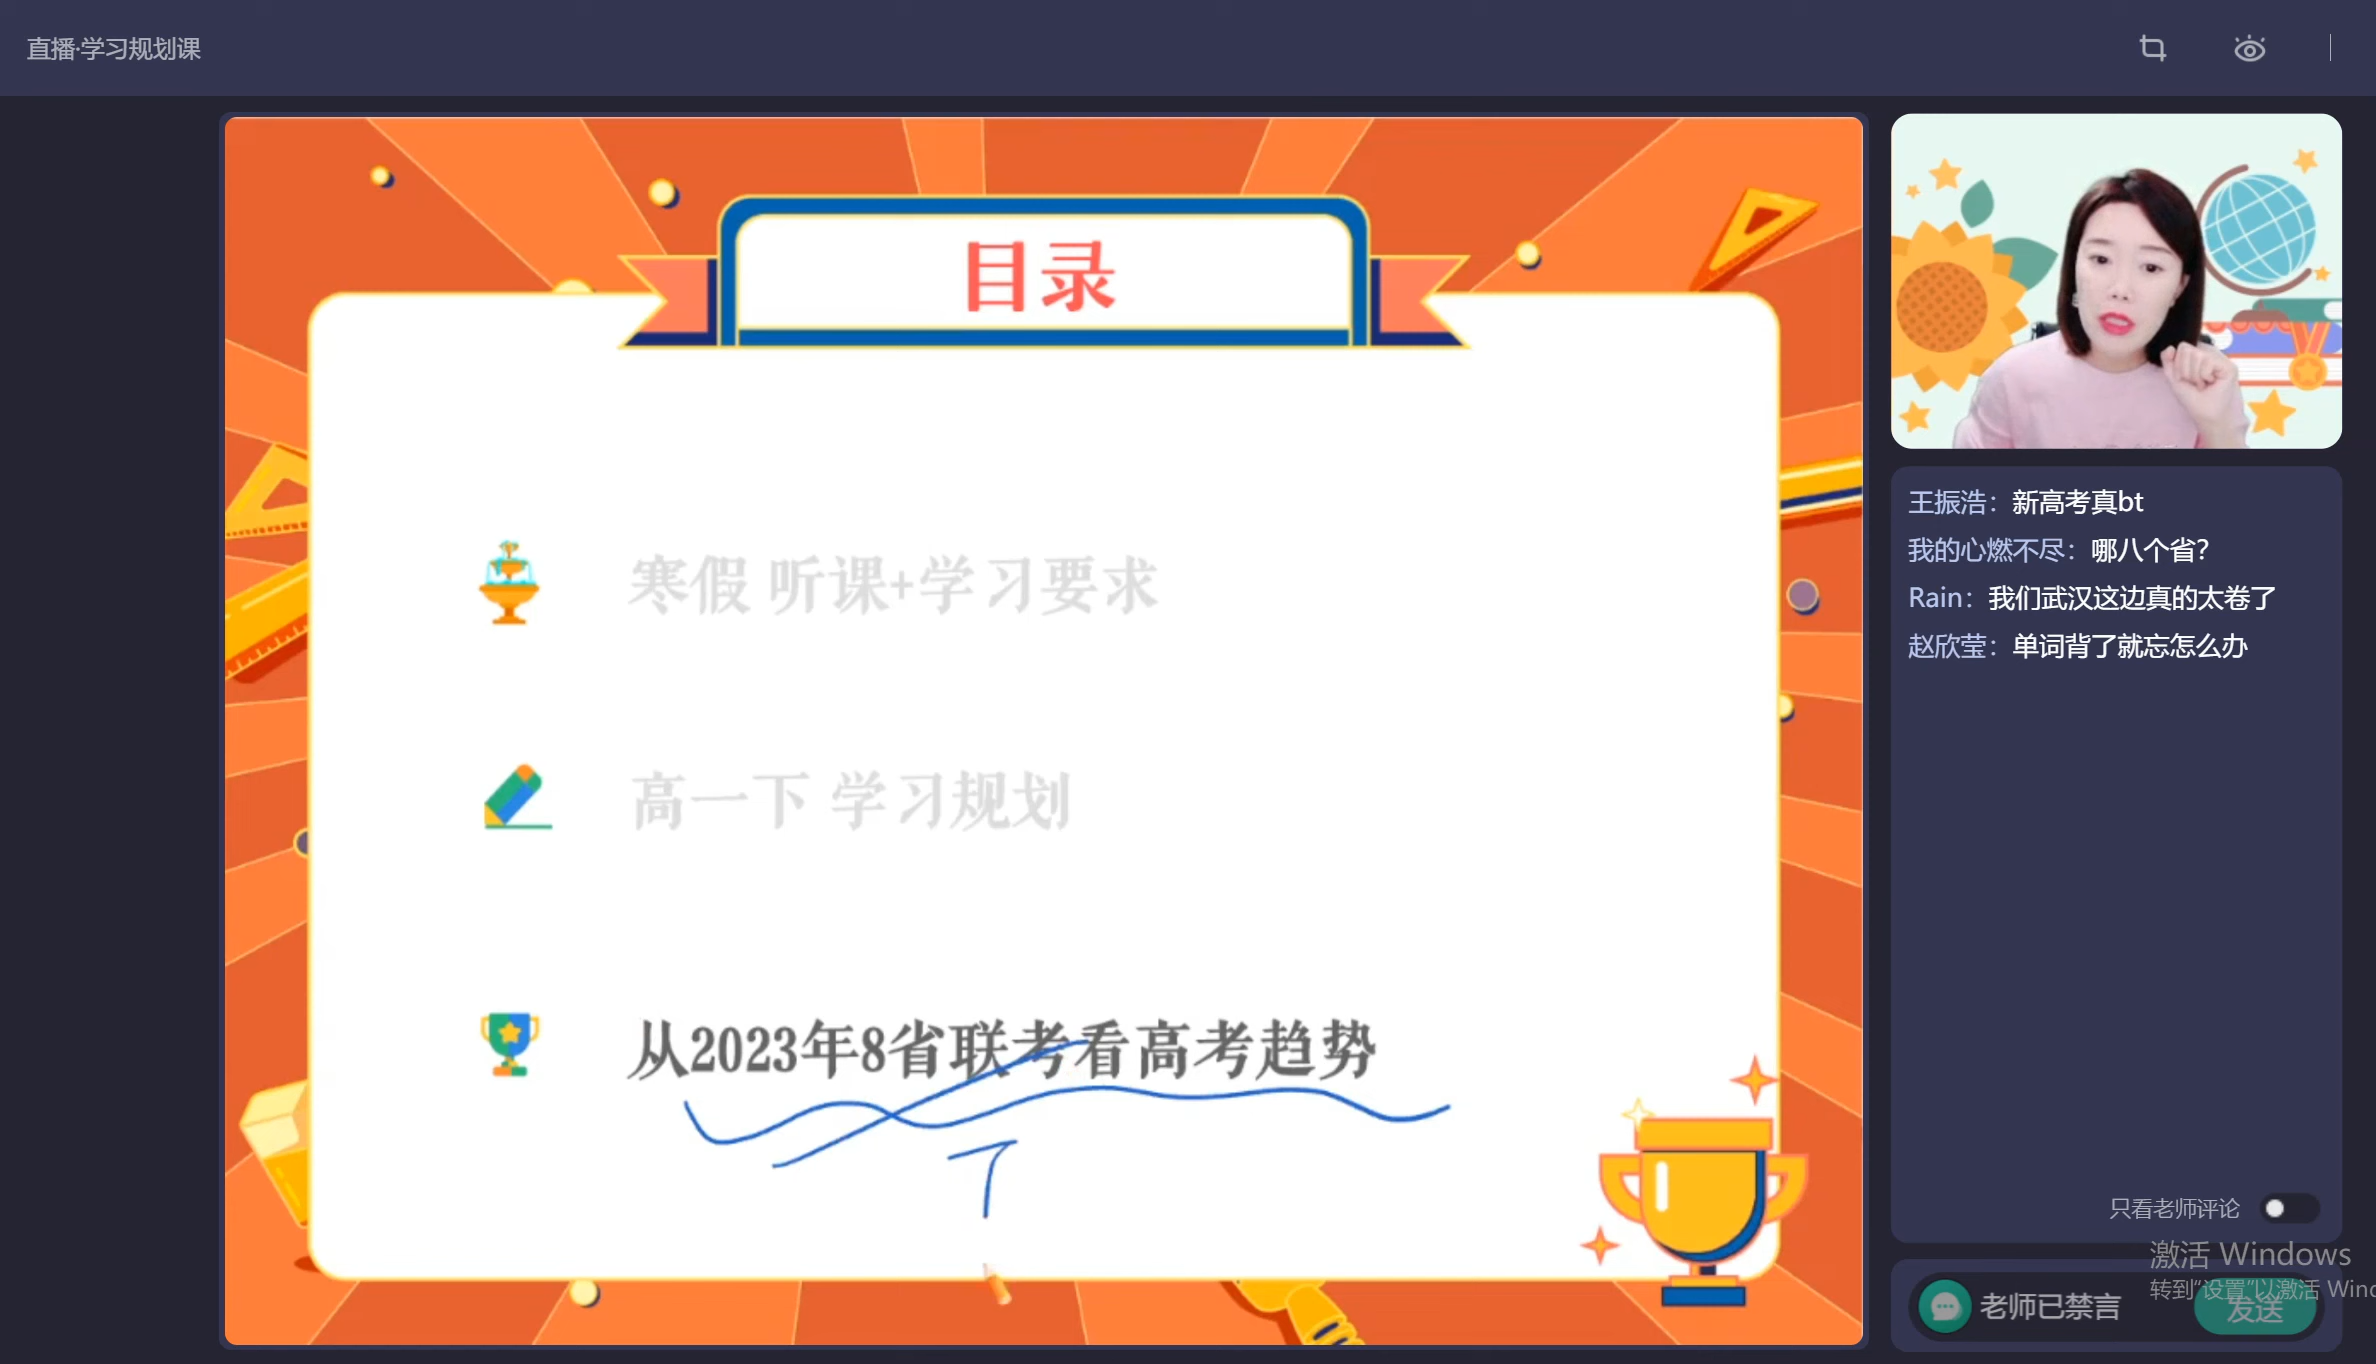 直播·学习规划课
目录
寒假 听课+学习要求
高一下 学习规划
从2023年8省联考看高考趋势
王振浩：新高考真bt
我的心燃不尽：哪八个省？
Rain：我们武汉这边真的太卷了
赵欣莹：单词背了就忘怎么办
只看老师评论
激活 Windows
转到“设置”以激活 Winc
老师已禁言
发送